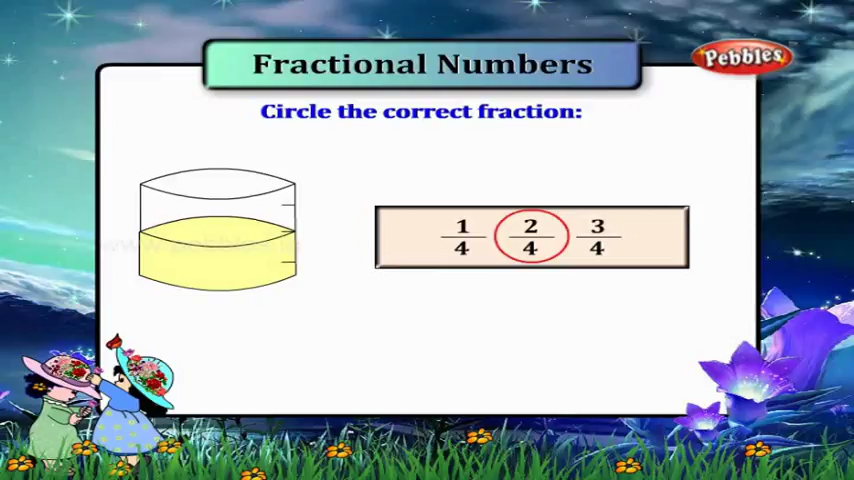 Fractional Numbers
Pebbles
Circle the correct fraction:
1/4 2/4 3/4